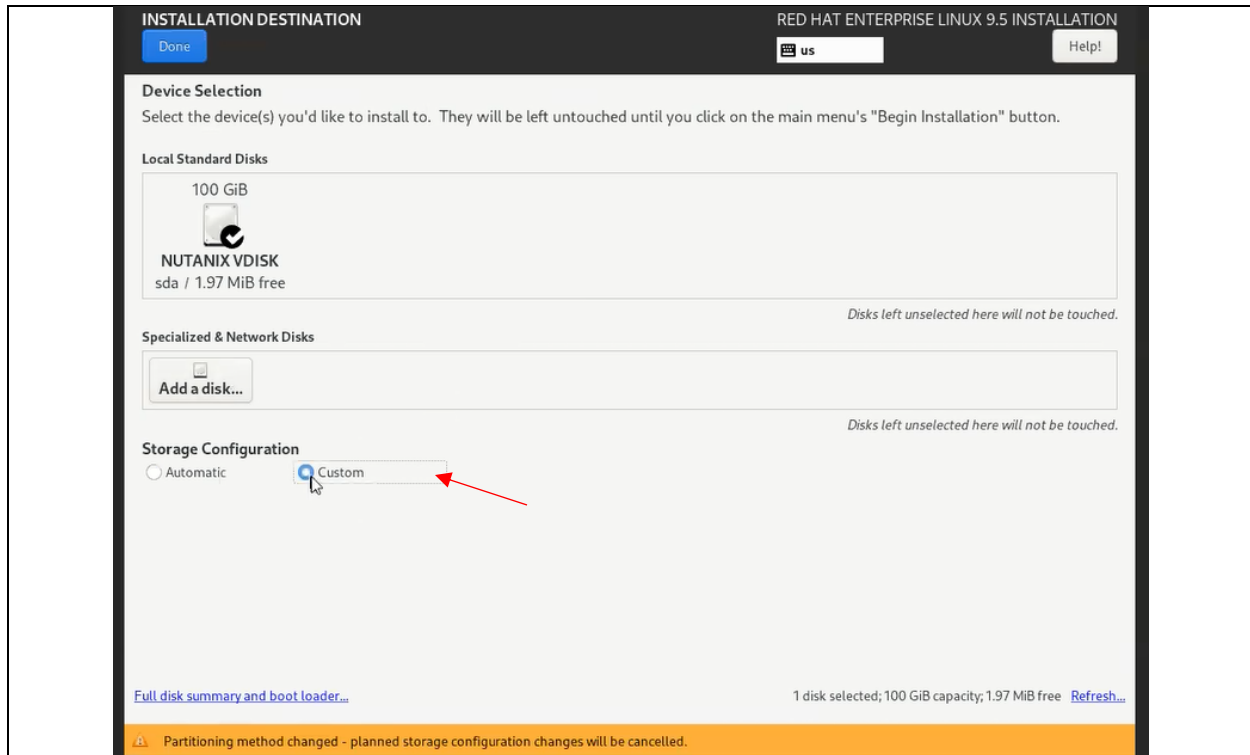 INSTALLATION DESTINATION
RED HAT ENTERPRISE LINUX 9.5 INSTALLATION
Done
us
Help!
Device Selection
Select the device(s) you'd like to install to. They will be left untouched until you click on the main menu's "Begin Installation" button.
Local Standard Disks
100 GiB
NUTANIX VDISK
sda / 1.97 MiB free
Disks left unselected here will not be touched.
Specialized & Network Disks
Add a disk...
Disks left unselected here will not be touched.
Storage Configuration
Automatic
Custom
Full disk summary and boot loader...
1 disk selected; 100 GiB capacity; 1.97 MiB free Refresh...
Partitioning method changed - planned storage configuration changes will be cancelled.